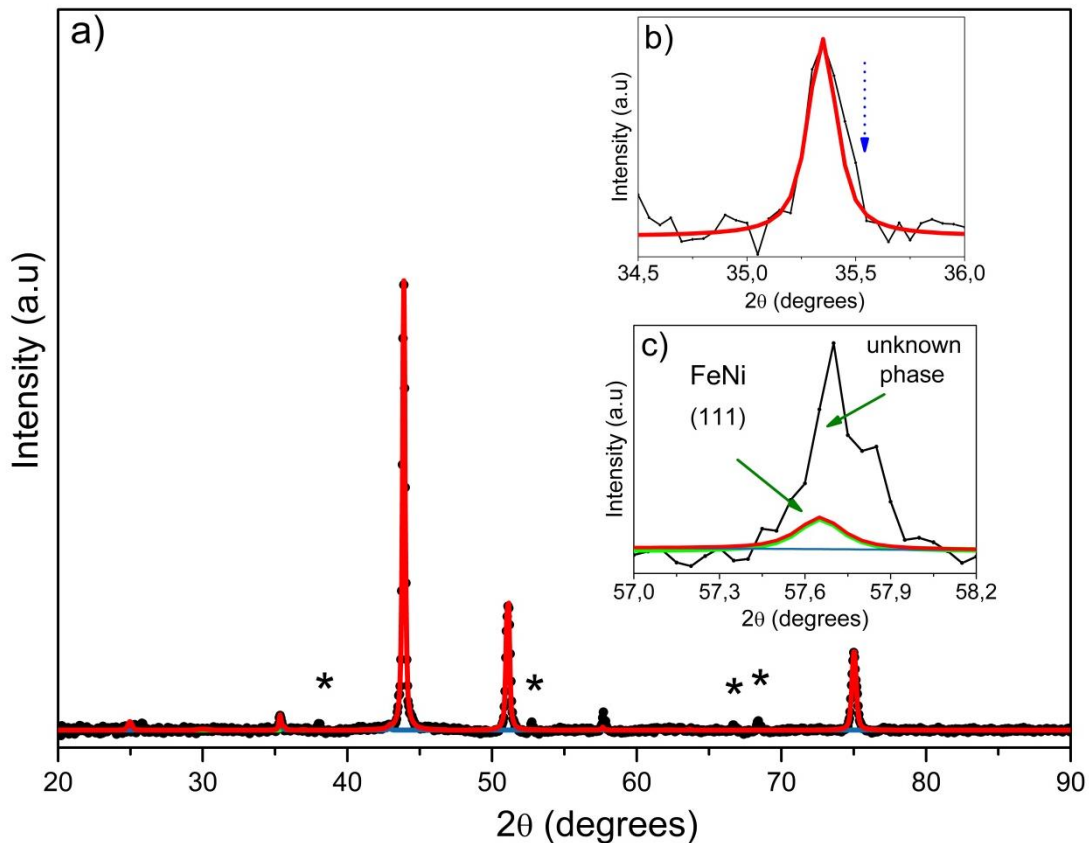 a)
Intensity (a.u)
* * * *
20 30 40 50 60 70 80 90
2θ (degrees)
b)
Intensity (a.u)
34,5 35,0 35,5 36,0
2θ (degrees)
c)
FeNi
(111)
unknown
phase
Intensity (a.u)
57,0 57,3 57,6 57,9 58,2
2θ (degrees)